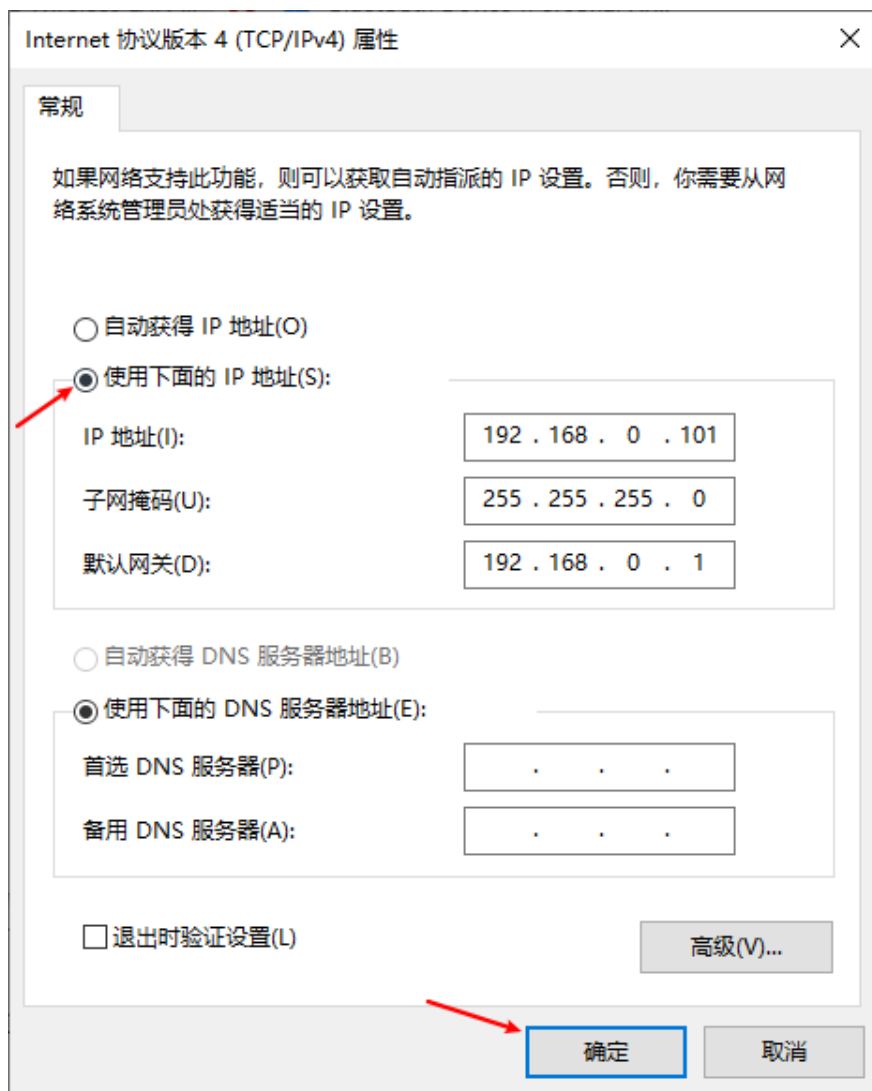 Internet 协议版本 4 (TCP/IPv4) 属性
常规
如果网络支持此功能，则可以获取自动指派的 IP 设置。否则，你需要从网
络系统管理员处获得适当的 IP 设置。
自动获得 IP 地址(O)
使用下面的 IP 地址(S):
IP 地址(I): 192 . 168 . 0 . 101
子网掩码(U): 255 . 255 . 255 . 0
默认网关(D): 192 . 168 . 0 . 1
自动获得 DNS 服务器地址(B)
使用下面的 DNS 服务器地址(E):
首选 DNS 服务器(P): . . .
备用 DNS 服务器(A): . . .
退出时验证设置(L)
高级(V)...
确定 取消